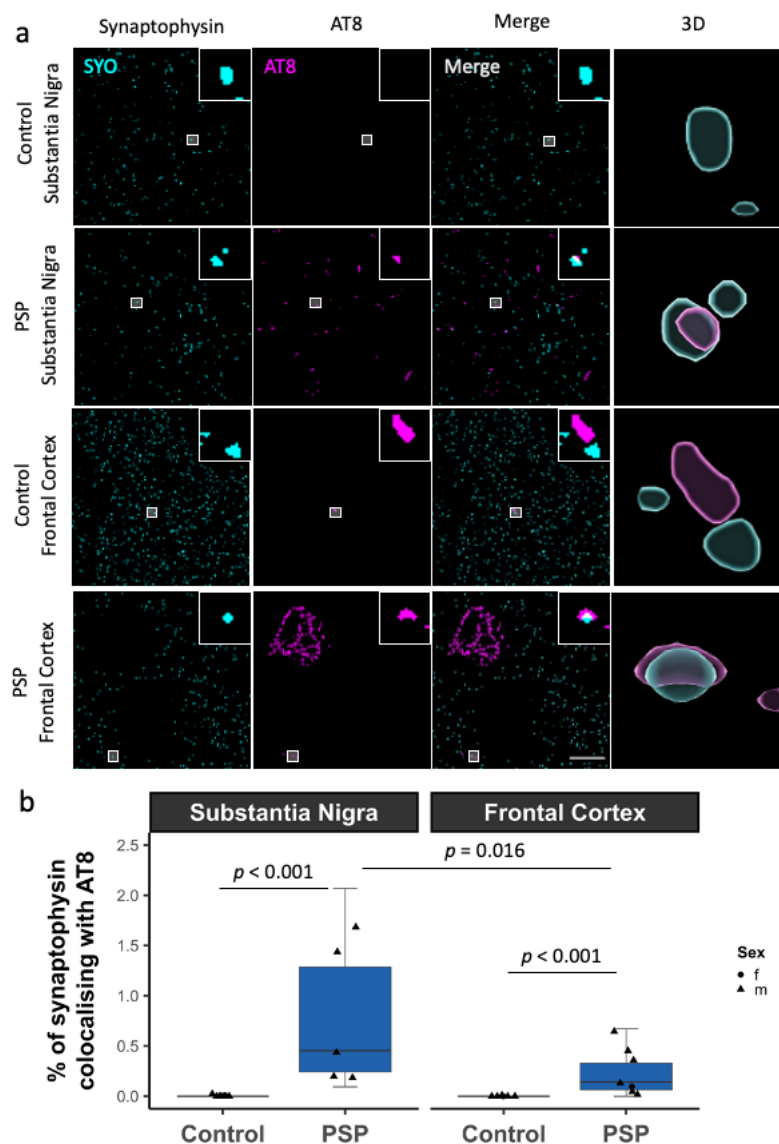 a
Synaptophysin
AT8
Merge
3D
Control
Substantia Nigra
SYO
AT8
Merge
PSP
Substantia Nigra
Control
Frontal Cortex
PSP
Frontal Cortex
b
Substantia Nigra
Frontal Cortex
% of synaptophysin
colocalising with AT8
2.5
2.0
1.5
1.0
0.5
0.0
p < 0.001
p = 0.016
p < 0.001
Sex
f
m
Control
PSP
Control
PSP